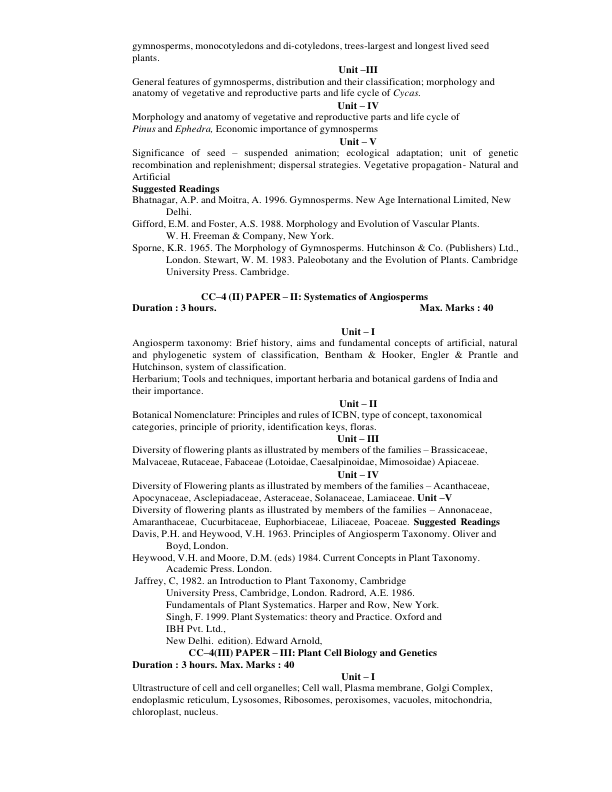 gymnosperms, monocotyledons and di-cotyledons, trees-largest and longest lived seed
plants.
Unit –III
General features of gymnosperms, distribution and their classification; morphology and
anatomy of vegetative and reproductive parts and life cycle of Cycas.
Unit – IV
Morphology and anatomy of vegetative and reproductive parts and life cycle of
Pinus and Ephedra, Economic importance of gymnosperms
Unit – V
Significance of seed – suspended animation; ecological adaptation; unit of genetic
recombination and replenishment; dispersal strategies. Vegetative propagation- Natural and
Artificial
Suggested Readings
Bhatnagar, A.P. and Moitra, A. 1996. Gymnosperms. New Age International Limited, New
Delhi.
Gifford, E.M. and Foster, A.S. 1988. Morphology and Evolution of Vascular Plants.
W. H. Freeman & Company, New York.
Sporne, K.R. 1965. The Morphology of Gymnosperms. Hutchinson & Co. (Publishers) Ltd.,
London. Stewart, W. M. 1983. Paleobotany and the Evolution of Plants. Cambridge
University Press. Cambridge.
CC–4 (II) PAPER – II: Systematics of Angiosperms
Duration : 3 hours. Max. Marks : 40
Unit – I
Angiosperm taxonomy: Brief history, aims and fundamental concepts of artificial, natural
and phylogenetic system of classification, Bentham & Hooker, Engler & Prantle and
Hutchinson, system of classification.
Herbarium; Tools and techniques, important herbaria and botanical gardens of India and
their importance.
Unit – II
Botanical Nomenclature: Principles and rules of ICBN, type of concept, taxonomical
categories, principle of priority, identification keys, floras.
Unit – III
Diversity of flowering plants as illustrated by members of the families – Brassicaceae,
Malvaceae, Rutaceae, Fabaceae (Lotoidae, Caesalpinoidae, Mimosoidae) Apiaceae.
Unit – IV
Diversity of Flowering plants as illustrated by members of the families – Acanthaceae,
Apocynaceae, Asclepiadaceae, Asteraceae, Solanaceae, Lamiaceae. Unit –V
Diversity of flowering plants as illustrated by members of the families – Annonaceae,
Amaranthaceae, Cucurbitaceae, Euphorbiaceae, Liliaceae, Poaceae. Suggested Readings
Davis, P.H. and Heywood, V.H. 1963. Principles of Angiosperm Taxonomy. Oliver and
Boyd, London.
Heywood, V.H. and Moore, D.M. (eds) 1984. Current Concepts in Plant Taxonomy.
Academic Press. London.
Jaffrey, C, 1982. an Introduction to Plant Taxonomy, Cambridge
University Press, Cambridge, London. Radrord, A.E. 1986.
Fundamentals of Plant Systematics. Harper and Row, New York.
Singh, F. 1999. Plant Systematics: theory and Practice. Oxford and
IBH Pvt. Ltd.,
New Delhi. edition). Edward Arnold,
CC–4(III) PAPER – III: Plant Cell Biology and Genetics
Duration : 3 hours. Max. Marks : 40
Unit – I
Ultrastructure of cell and cell organelles; Cell wall, Plasma membrane, Golgi Complex,
endoplasmic reticulum, Lysosomes, Ribosomes, peroxisomes, vacuoles, mitochondria,
chloroplast, nucleus.